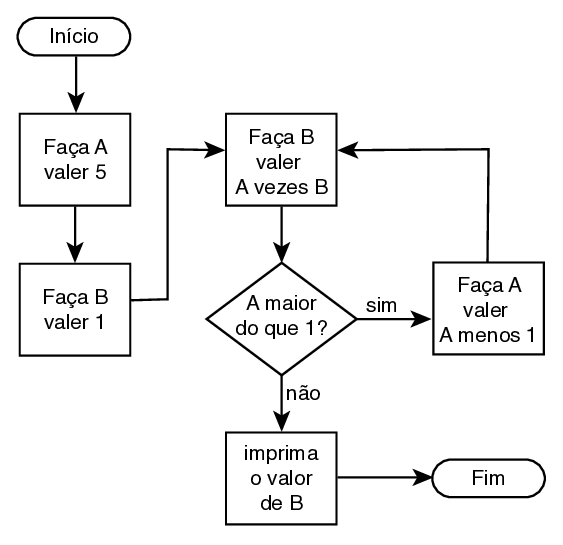 Início
Faça A
valer 5
Faça B
valer 1
Faça B
valer
A vezes B
A maior
do que 1?
sim
Faça A
valer
A menos 1
não
imprima
o valor
de B
Fim